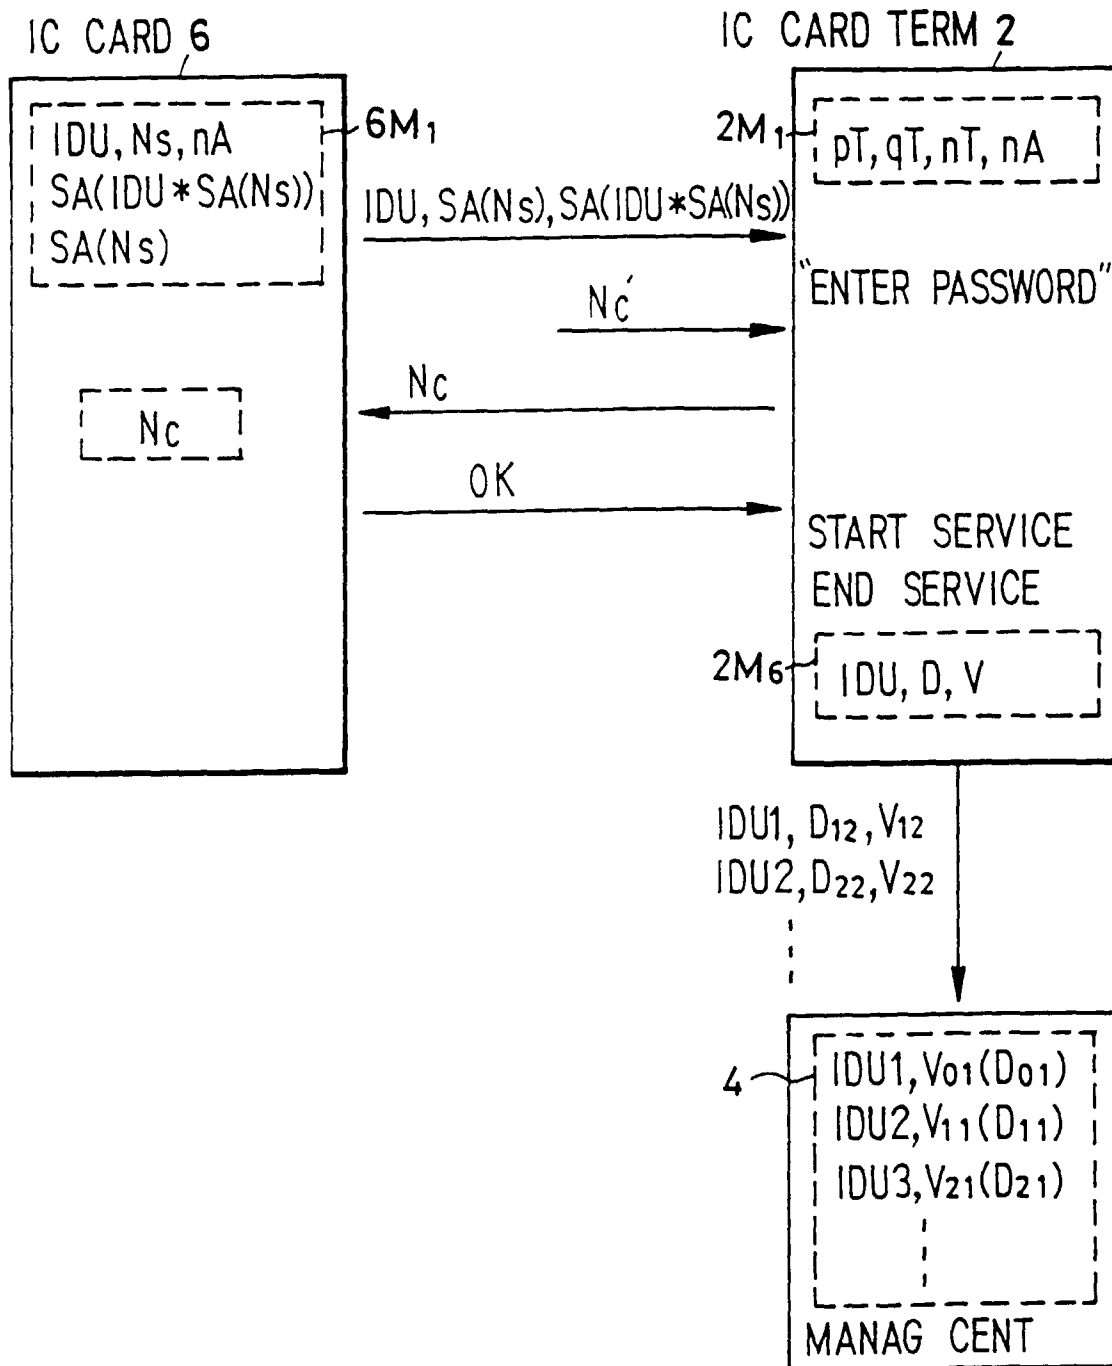 IC CARD 6
IC CARD TERM 2
IDU, Ns, nA
SA(IDU*SA(Ns))
SA(Ns)
6M1
2M1
pT, qT, nT, nA
IDU, SA(Ns), SA(IDU*SA(Ns))
"ENTER PASSWORD"
Nc'
Nc
Nc
OK
START SERVICE
END SERVICE
2M6
IDU, D, V
IDU1, D12, V12
IDU2, D22, V22
4
IDU1, V01(D01)
IDU2, V11(D11)
IDU3, V21(D21)
MANAG CENT